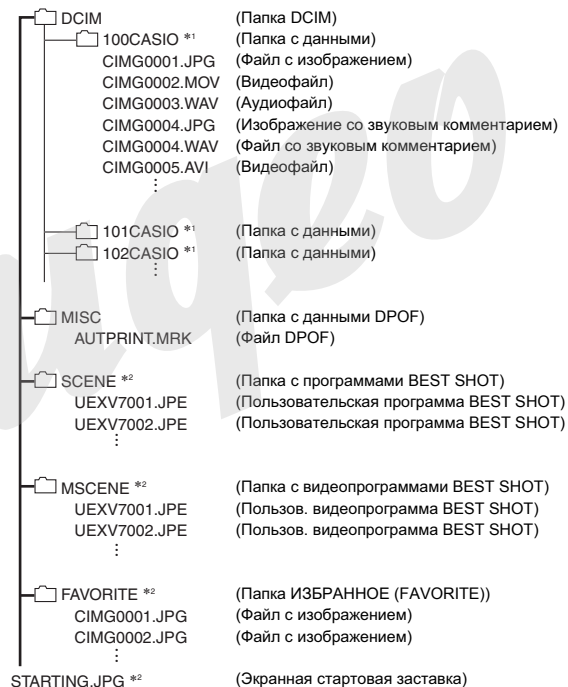 DCIM (Папка DCIM)
100CASIO *1 (Папка с данными)
CIMG0001.JPG (Файл с изображением)
CIMG0002.MOV (Видеофайл)
CIMG0003.WAV (Аудиофайл)
CIMG0004.JPG (Изображение со звуковым комментарием)
CIMG0004.WAV (Файл со звуковым комментарием)
CIMG0005.AVI (Видеофайл)
101CASIO *1 (Папка с данными)
102CASIO *1 (Папка с данными)
MISC (Папка с данными DPOF)
AUTPRINT.MRK (Файл DPOF)
SCENE *2 (Папка с программами BEST SHOT)
UEXV7001.JPE (Пользовательская программа BEST SHOT)
UEXV7002.JPE (Пользовательская программа BEST SHOT)
MSCENE *2 (Папка с видеопрограммами BEST SHOT)
UEXV7001.JPE (Пользов. видеопрограмма BEST SHOT)
UEXV7002.JPE (Пользов. видеопрограмма BEST SHOT)
FAVORITE *2 (Папка ИЗБРАННОЕ (FAVORITE))
CIMG0001.JPG (Файл с изображением)
CIMG0002.JPG (Файл с изображением)
STARTING.JPG *2 (Экранная стартовая заставка)